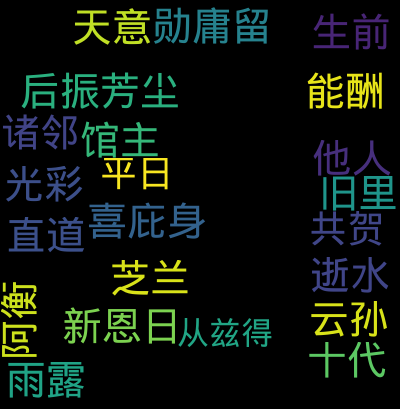 天意
勋庸留
生前
后振芳尘
能酬
诸邻
馆主
他人
平日
光彩
旧里
喜庇身
直道
共贺
芝兰
逝水
阿衡
新恩日
从兹得
云孙
十代
雨露